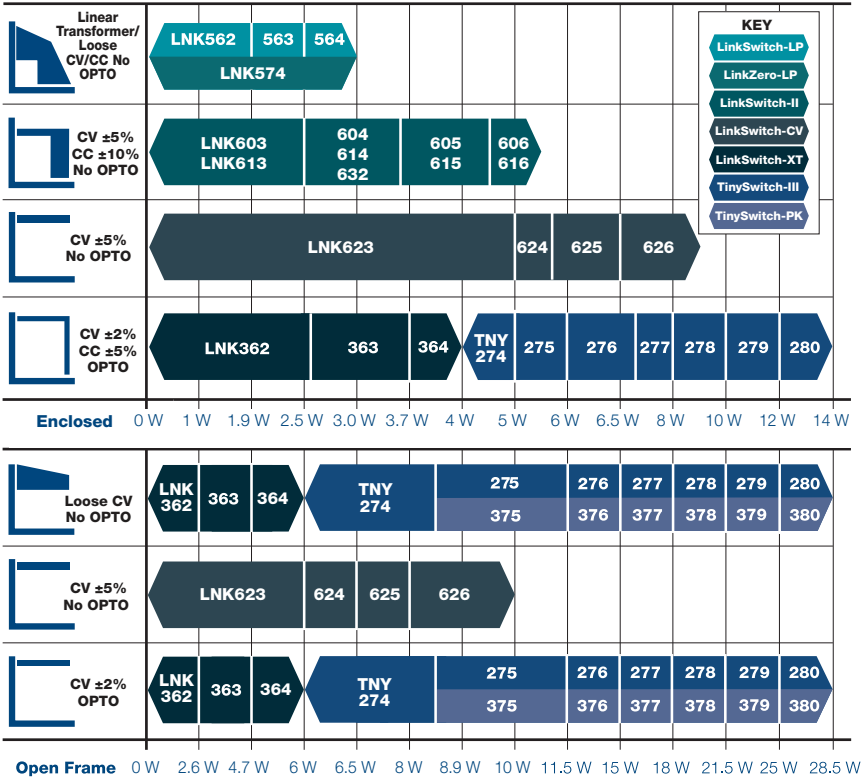 Linear
Transformer/
Loose
CV/CC No
OPTO
LNK562 563 564
LNK574
KEY
LinkSwitch-LP
LinkZero-LP
LinkSwitch-II
LinkSwitch-CV
LinkSwitch-XT
TinySwitch-III
TinySwitch-PK
CV ±5%
CC ±10%
No OPTO
LNK603
LNK613
604
614
632
605
615
606
616
CV ±5%
No OPTO
LNK623 624 625 626
CV ±2%
CC ±5%
OPTO
LNK362 363 364
TNY
274
275 276 277 278 279 280
Enclosed 0 W 1 W 1.9 W 2.5 W 3.0 W 3.7 W 4 W 5 W 6 W 6.5 W 8 W 10 W 12 W 14 W
Loose CV
No OPTO
LNK
362
363 364
TNY
274
275 276 277 278 279 280
375 376 377 378 379 380
CV ±5%
No OPTO
LNK623 624 625 626
CV ±2%
OPTO
LNK
362
363 364
TNY
274
275 276 277 278 279 280
375 376 377 378 379 380
Open Frame 0 W 2.6 W 4.7 W 6 W 6.5 W 8 W 8.9 W 10 W 11.5 W 15 W 18 W 21.5 W 25 W 28.5 W